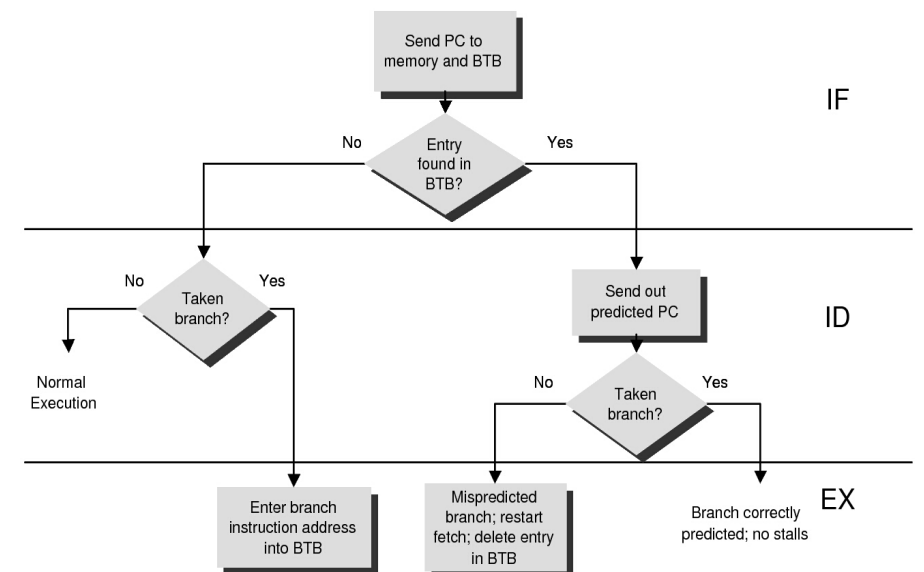 Send PC to
memory and BTB
IF
No
Yes
Entry
found in
BTB?
No
Yes
Taken
branch?
Send out
predicted PC
ID
Normal
Execution
No
Yes
Taken
branch?
Enter branch
instruction address
into BTB
Mispredicted
branch; restart
fetch; delete entry
in BTB
Branch correctly
predicted; no stalls
EX